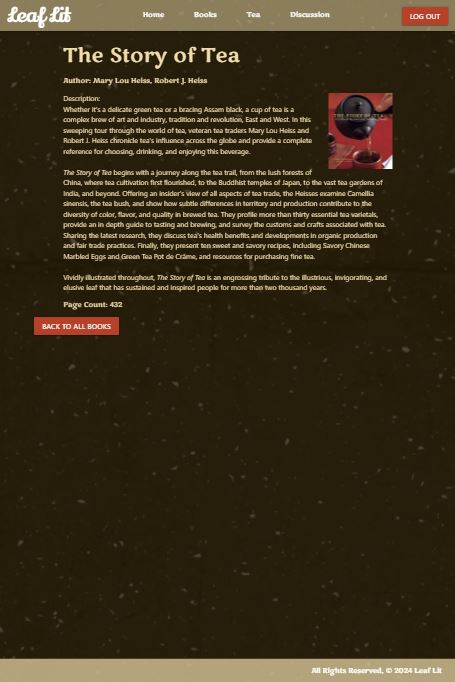 Leaf Lit
Home Books Tea Discussion
LOG OUT
The Story of Tea
Author: Mary Lou Heiss, Robert J. Heiss
Description:
Whether it's a delicate green tea or a bracing Assam black, a cup of tea is a
complex brew of art and industry, tradition and revolution, East and West. In this
sweeping tour through the world of tea, veteran tea traders Mary Lou Heiss and
Robert J. Heiss chronicle tea's influence across the globe and provide a complete
reference for choosing, drinking, and enjoying this beverage.
The Story of Tea begins with a journey along the tea trail, from the lush forests of
China, where tea cultivation first flourished, to the Buddhist temples of Japan, to the vast tea gardens of
India, and beyond. Offering an insider's view of all aspects of tea trade, the Heisses examine Camellia
sinensis, the tea bush, and show how subtle differences in territory and production contribute to the
diversity of color, flavor, and quality in brewed tea. They profile more than thirty essential tea varietals,
provide an in depth guide to tasting and brewing, and survey the customs and crafts associated with tea.
Sharing the latest research, they discuss tea's health benefits and developments in organic production
and fair trade practices. Finally, they present ten sweet and savory recipes, including Savory Chinese
Marbled Eggs and Green Tea Pot de Crème, and resources for purchasing fine tea.
Vividly illustrated throughout, The Story of Tea is an engrossing tribute to the illustrious, invigorating, and
elusive leaf that has sustained and inspired people for more than two thousand years.
Page Count: 432
BACK TO ALL BOOKS
All Rights Reserved, © 2024 Leaf Lit